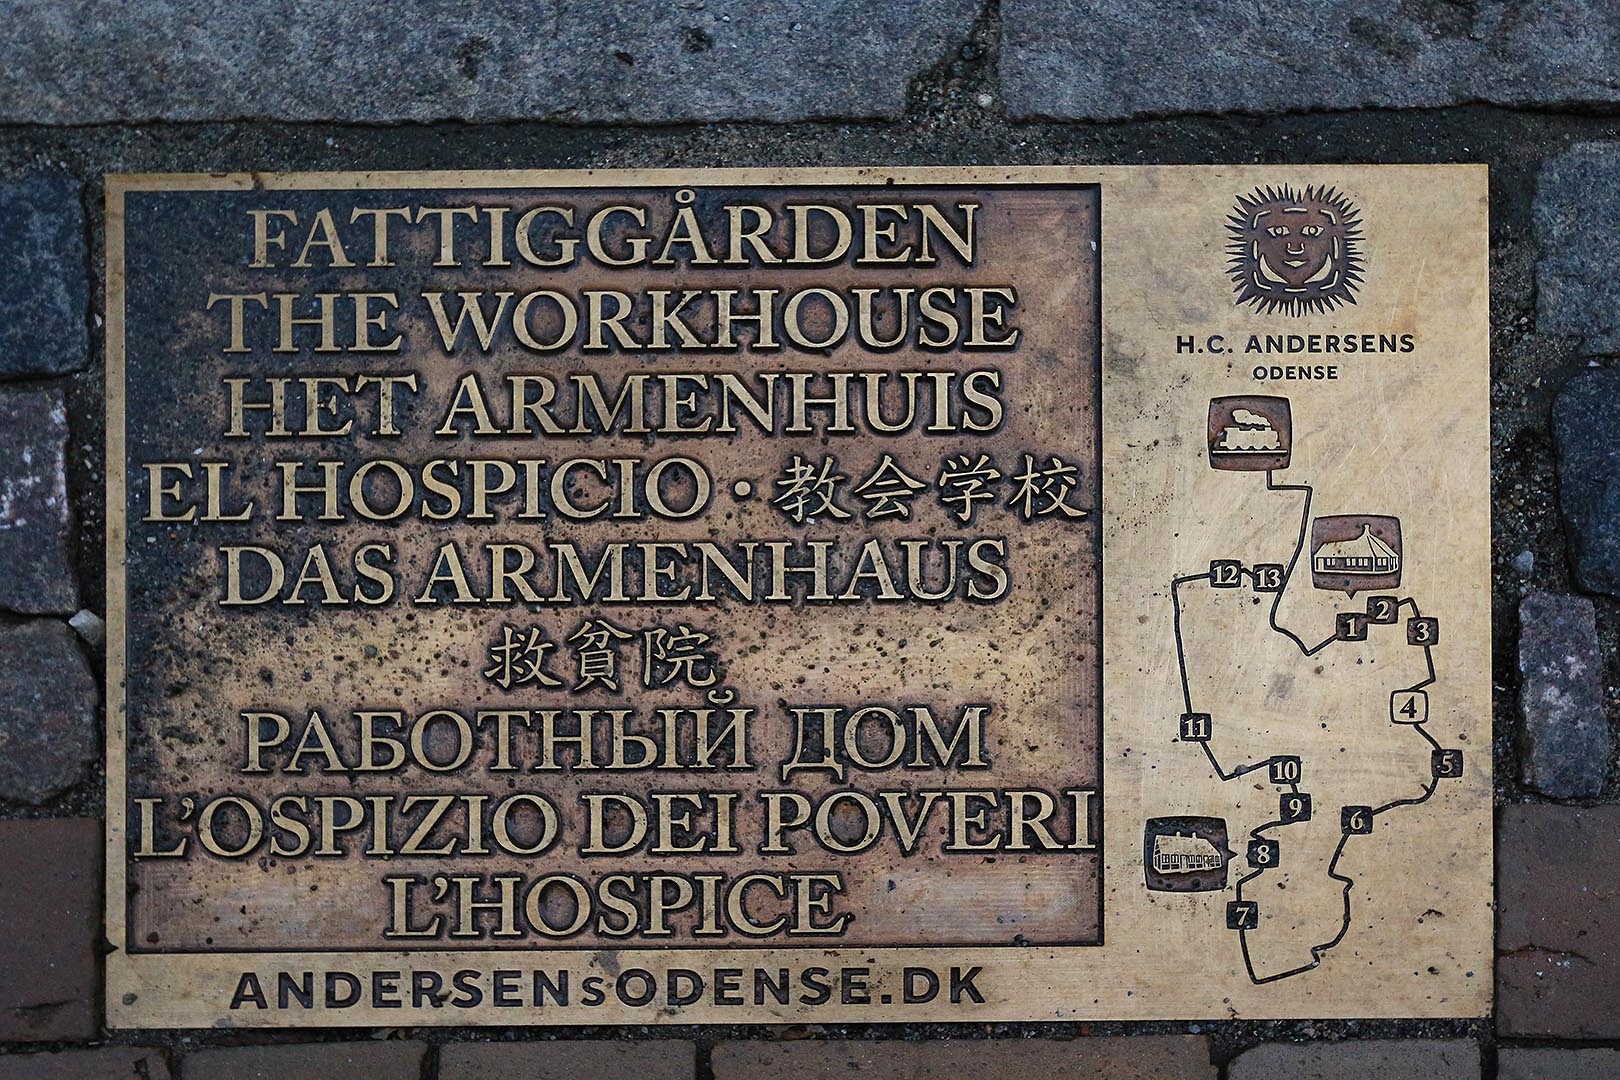 FATTIGGÅRDEN
THE WORKHOUSE
HET ARMENHUIS
EL HOSPICIO · 教会学校
DAS ARMENHAUS
救貧院
РАБОТНЫЙ ДОМ
L'OSPIZIO DEI POVERI
L'HOSPICE
ANDERSENsODENSE.DK
H.C. ANDERSENS
ODENSE
12 13
1 2 3
4
11
5
10
9
6
8
7